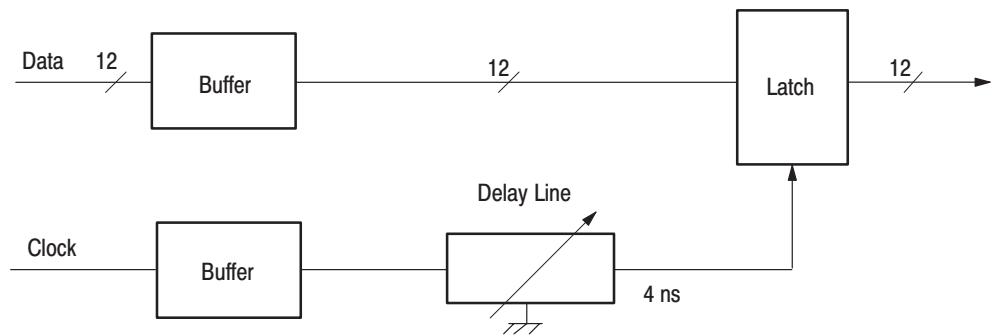 Data
12
Buffer
12
Latch
12
Delay Line
Clock
Buffer
4 ns